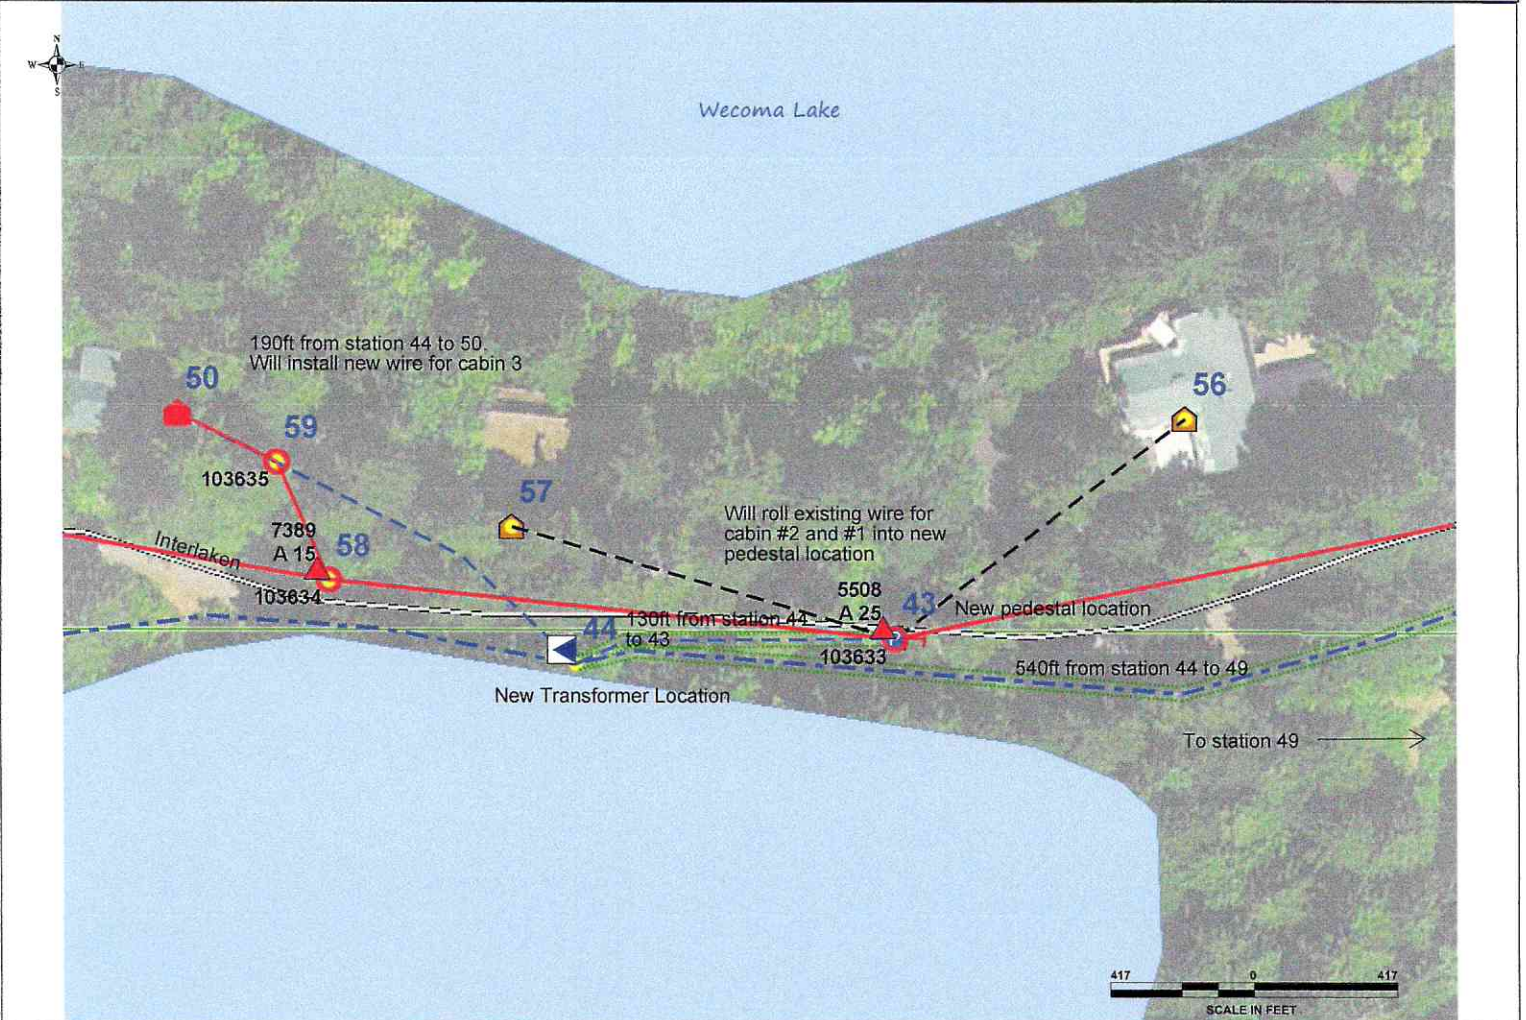 N
W E
S
Wecoma Lake
190ft from station 44 to 50.
Will install new wire for cabin 3
50
56
59
103635
57
Will roll existing wire for
cabin #2 and #1 into new
pedestal location
7389
A 15
58
Interlaken
103634
5508
A 25
43
New pedestal location
44
130ft from station 44
to 43
103633
540ft from station 44 to 49
New Transformer Location
To station 49
417 0 417
SCALE IN FEET